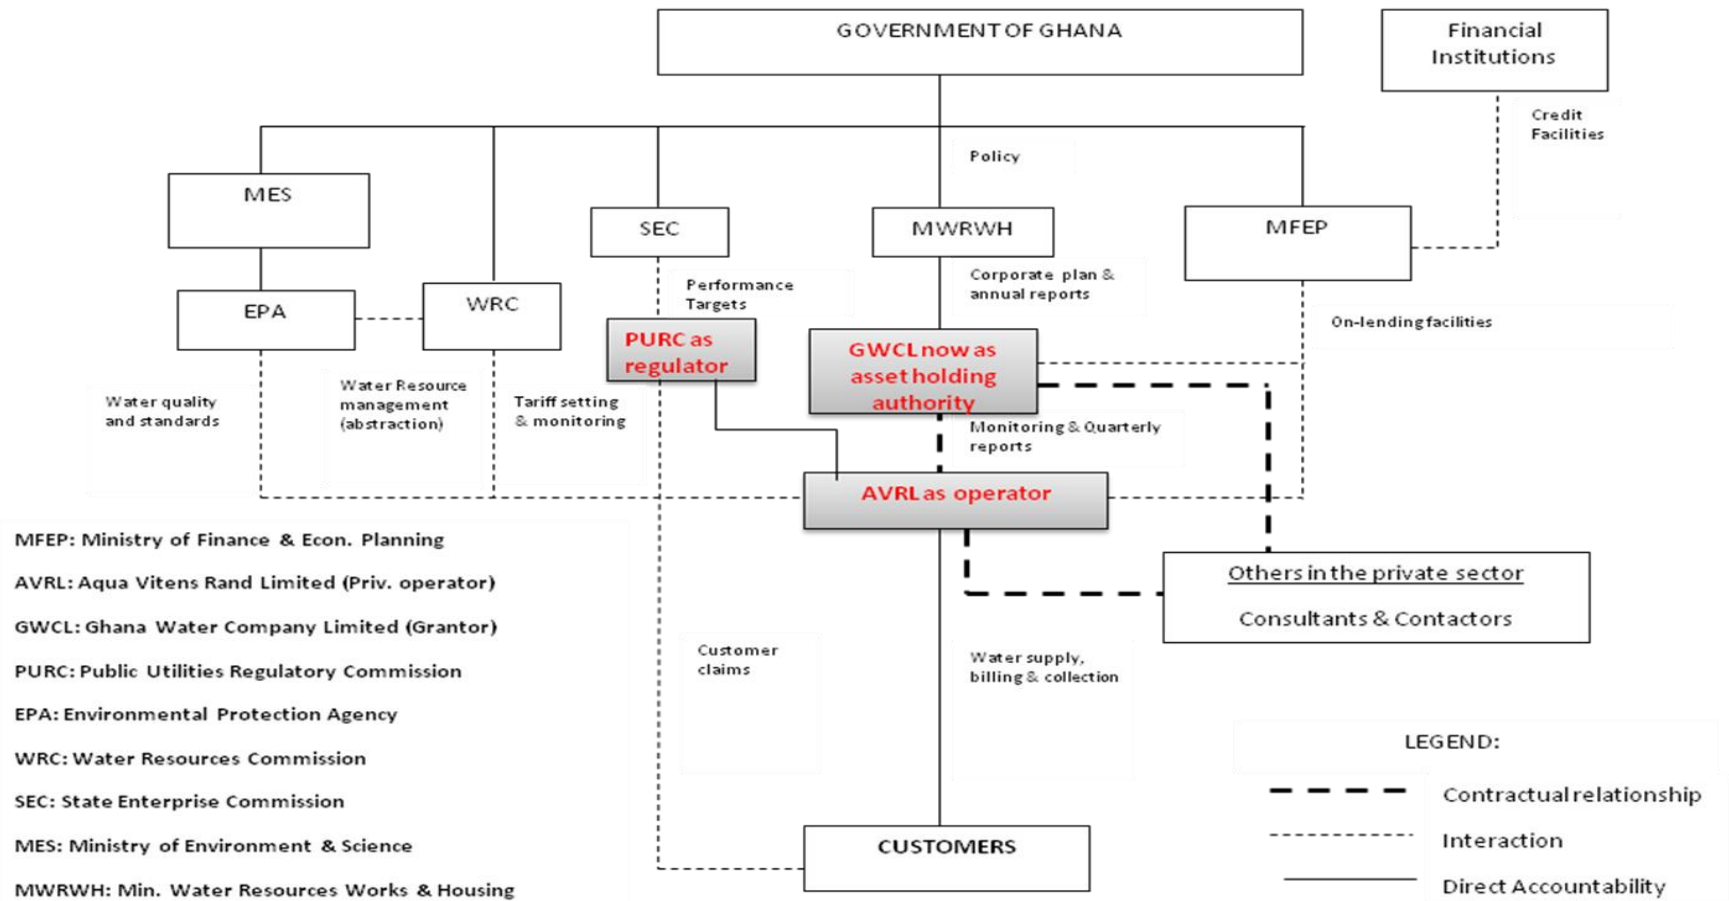 GOVERNMENT OF GHANA
Financial
Institutions
Credit
Facilities
Policy
MES
SEC
MWRWH
MFEP
EPA
WRC
Performance
Targets
Corporate plan &
annual reports
On-lending facilities
PURC as
regulator
GWCL now as
asset holding
authority
Water quality
and standards
Water Resource
management
(abstraction)
Tariff setting
& monitoring
Monitoring & Quarterly
reports
AVRL as operator
Others in the private sector
Consultants & Contactors
Customer
claims
Water supply,
billing & collection
CUSTOMERS
MFEP: Ministry of Finance & Econ. Planning
AVRL: Aqua Vitens Rand Limited (Priv. operator)
GWCL: Ghana Water Company Limited (Grantor)
PURC: Public Utilities Regulatory Commission
EPA: Environmental Protection Agency
WRC: Water Resources Commission
SEC: State Enterprise Commission
MES: Ministry of Environment & Science
MWRWH: Min. Water Resources Works & Housing
LEGEND:
Contractual relationship
Interaction
Direct Accountability